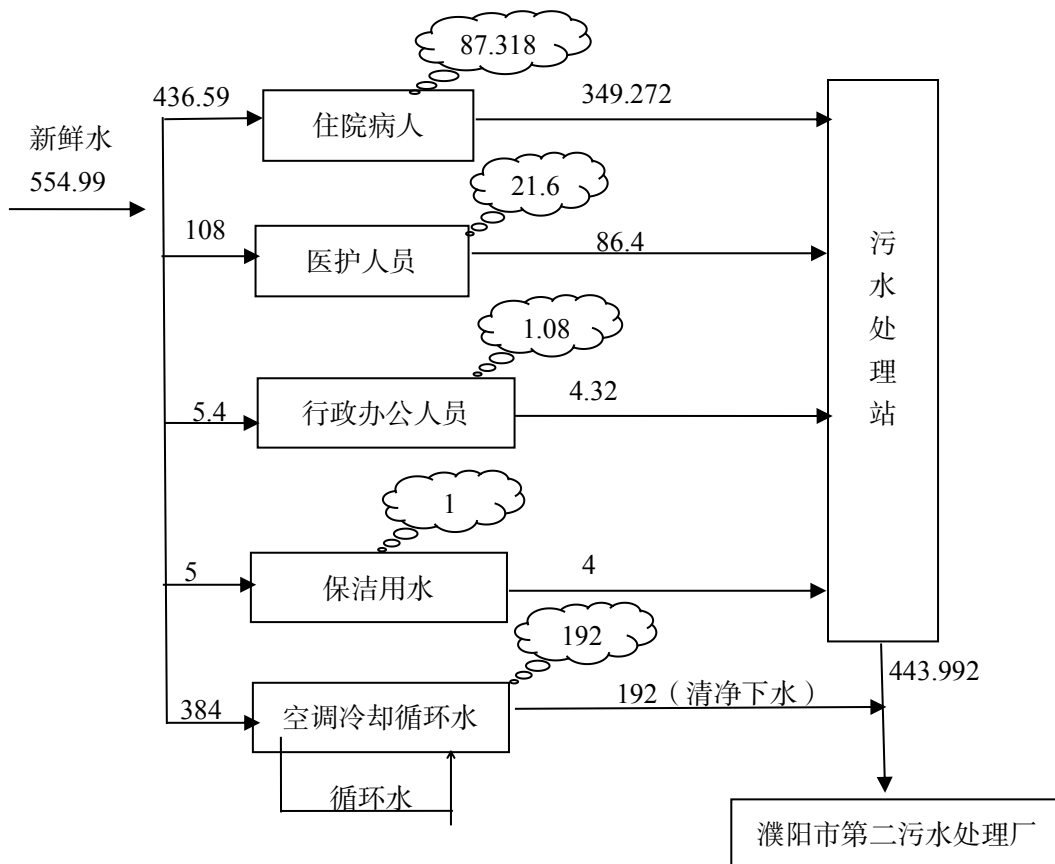 87.318
436.59
住院病人
349.272
新鲜水
554.99
21.6
108
医护人员
86.4
污水处理站
1.08
5.4
行政办公人员
4.32
1
5
保洁用水
4
192
384
空调冷却循环水
192（清净下水）
443.992
循环水
濮阳市第二污水处理厂